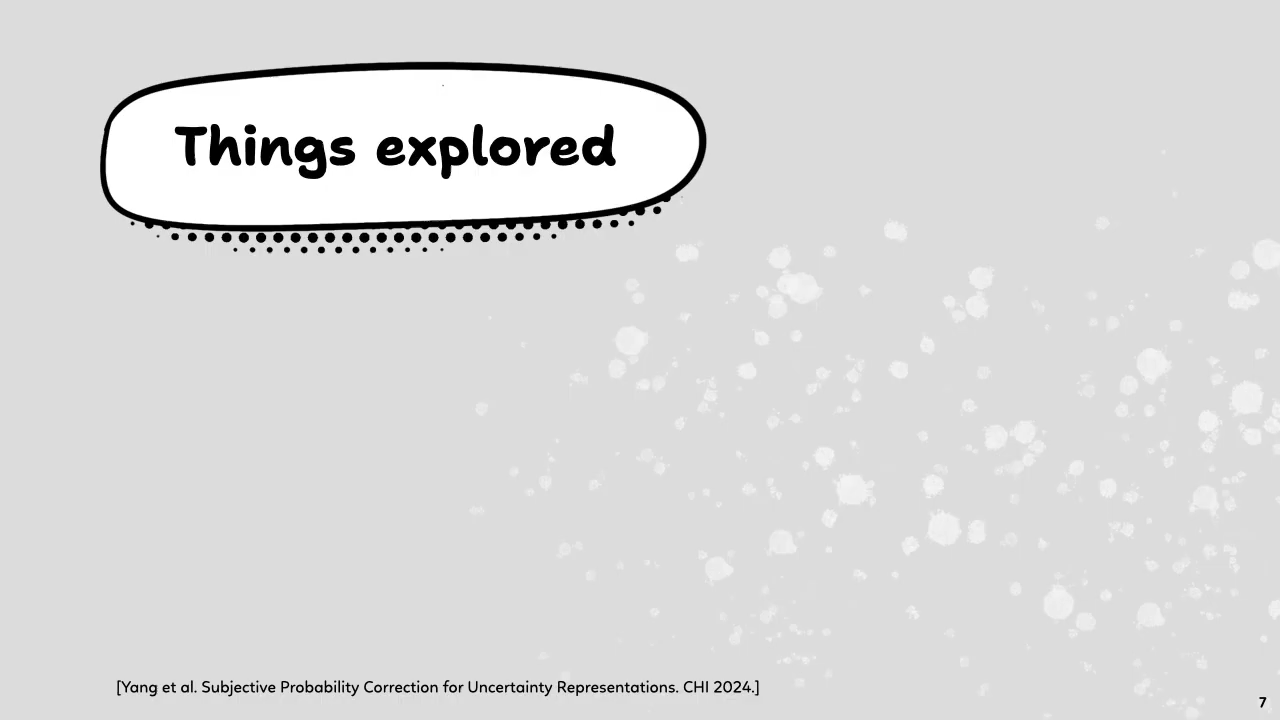 Things explored
[Yang et al. Subjective Probability Correction for Uncertainty Representations. CHI 2024.]
7